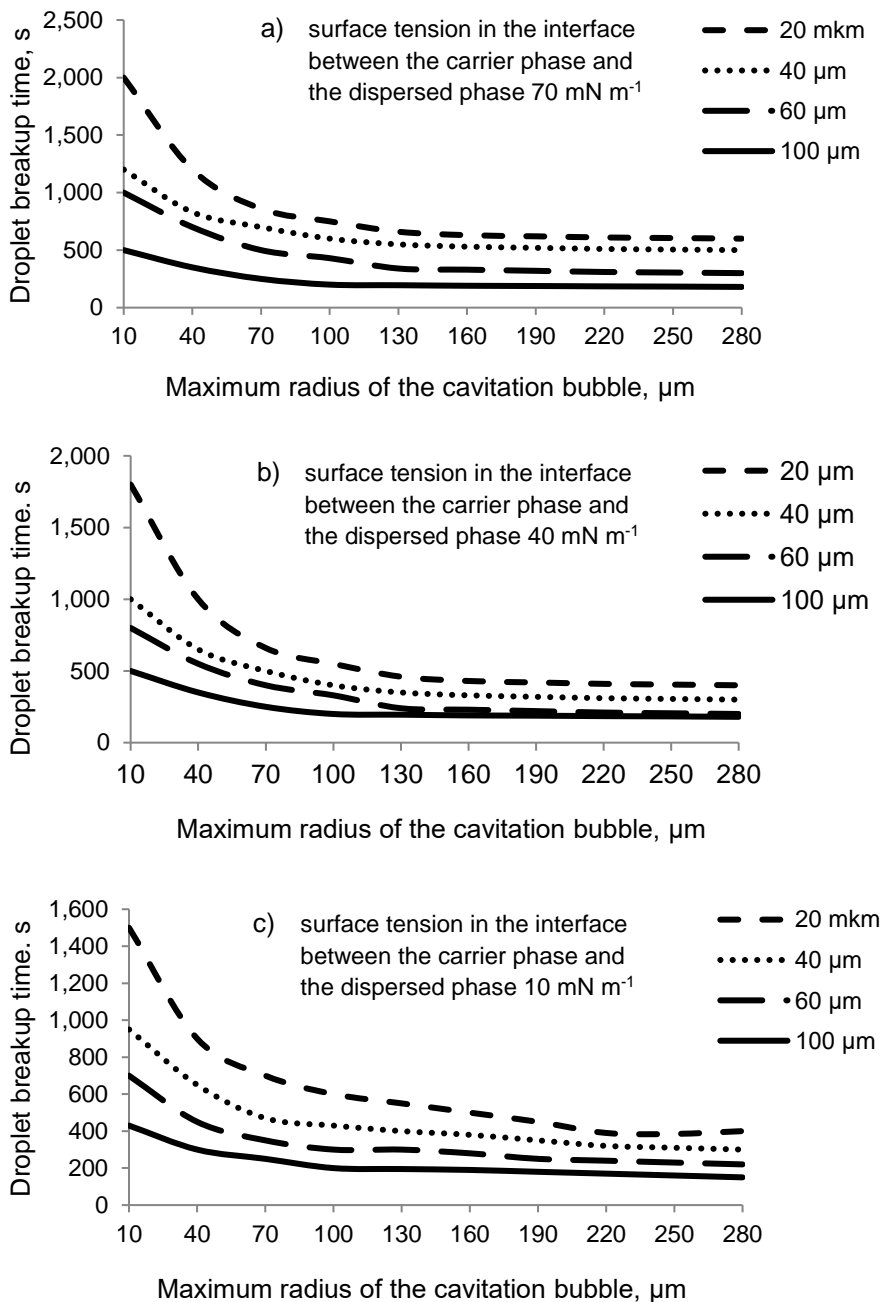 a) surface tension in the interface
between the carrier phase and
the dispersed phase 70 mN m⁻¹
20 mkm
40 µm
60 µm
100 µm
Droplet breakup time, s
2,500
2,000
1,500
1,000
500
0
10 40 70 100 130 160 190 220 250 280
Maximum radius of the cavitation bubble, µm
b) surface tension in the interface
between the carrier phase and
the dispersed phase 40 mN m⁻¹
20 µm
40 µm
60 µm
100 µm
Droplet breakup time. s
2,000
1,500
1,000
500
0
10 40 70 100 130 160 190 220 250 280
Maximum radius of the cavitation bubble, µm
c) surface tension in the interface
between the carrier phase and
the dispersed phase 10 mN m⁻¹
20 mkm
40 µm
60 µm
100 µm
Droplet breakup time. s
1,600
1,400
1,200
1,000
800
600
400
200
0
10 40 70 100 130 160 190 220 250 280
Maximum radius of the cavitation bubble, µm